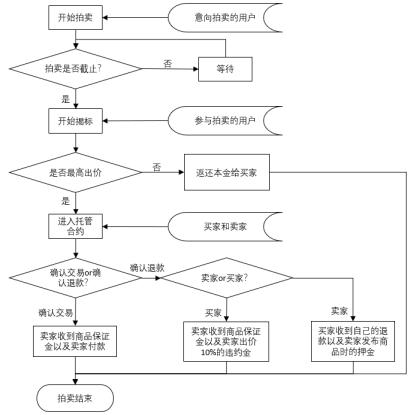 开始拍卖
意向拍卖的用户
拍卖是否截止?
否
等待
是
开始揭标
参与拍卖的用户
是否最高出价
否
返还本金给买家
是
进入托管
合约
买家和卖家
确认交易or确
认退款?
确认退款
卖家or买家?
确认交易
买家
卖家
卖家收到商品保证
金以及卖家付款
卖家收到商品保证
金以及卖家出价
10%的违约金
买家收到自己的退
款以及卖家发布商
品时的押金
拍卖结束